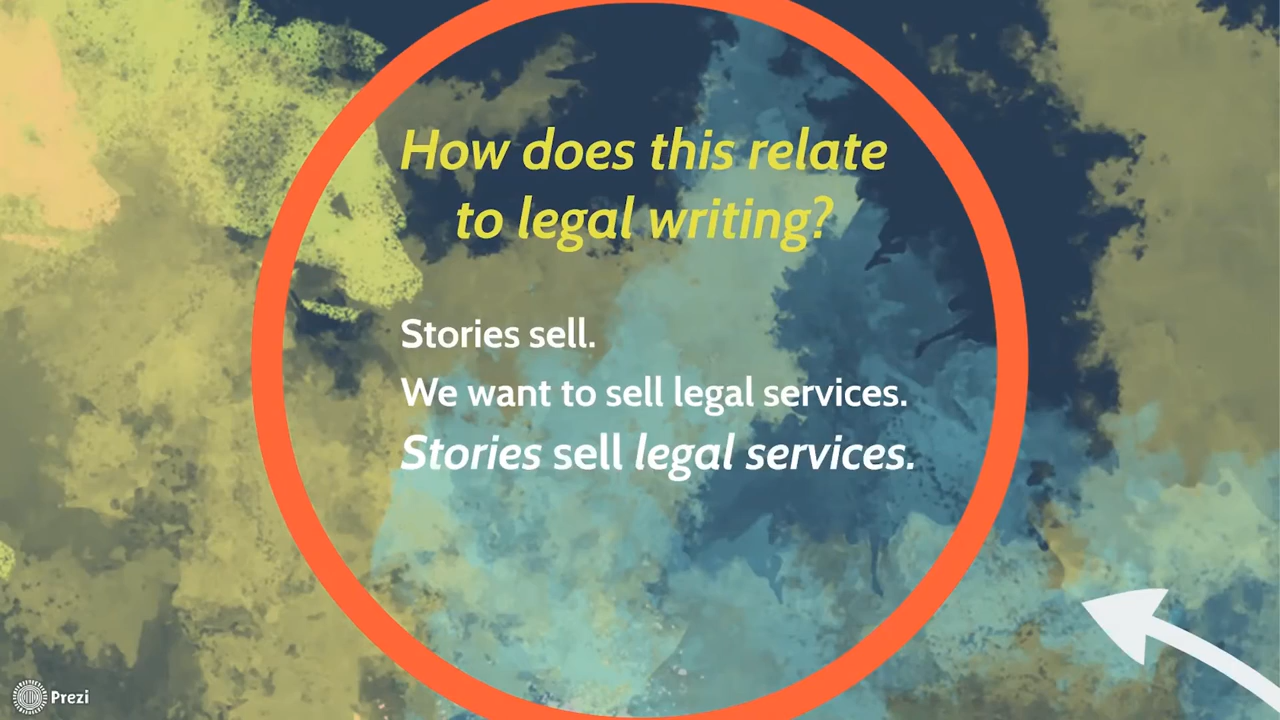 How does this relate
to legal writing?
Stories sell.
We want to sell legal services.
Stories sell legal services.
Prezi